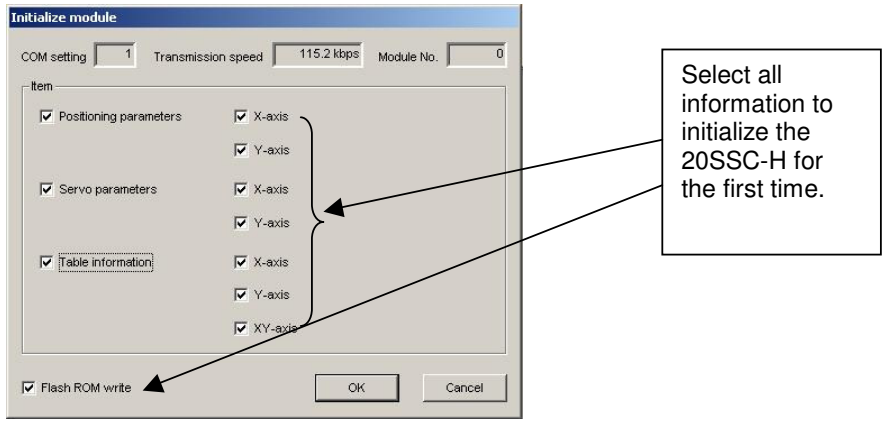 Initialize module
COM setting 1 Transmission speed 115.2 kbps Module No. 0
Item
Positioning parameters X-axis
Y-axis
Servo parameters X-axis
Y-axis
Table information X-axis
Y-axis
XY-axis
Flash ROM write OK Cancel
Select all
information to
initialize the
20SSC-H for
the first time.